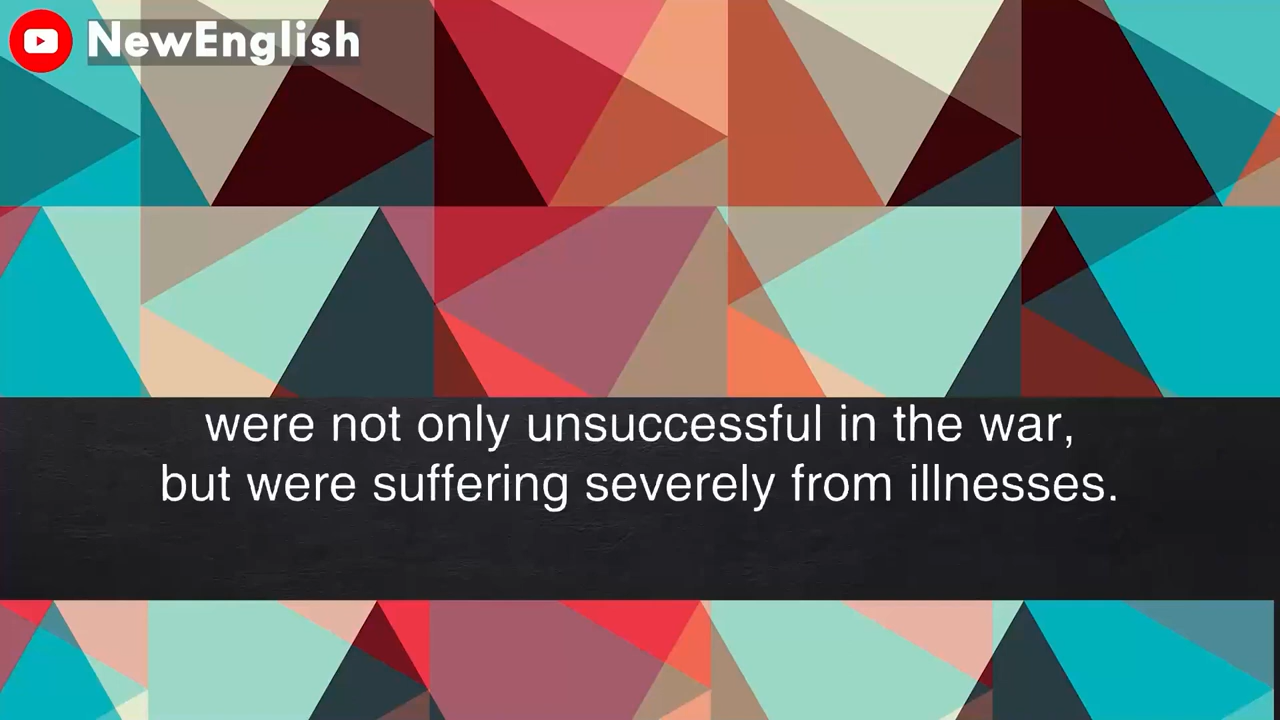 NewEnglish
were not only unsuccessful in the war,
but were suffering severely from illnesses.